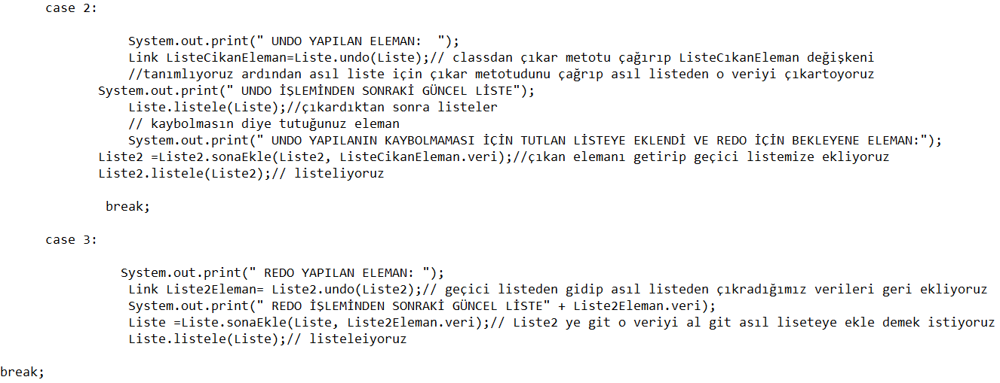 case 2:
System.out.print(" UNDO YAPILAN ELEMAN:  ");
Link ListeCikanEleman=Liste.undo(Liste);// classdan çıkar metotu çağırıp ListeCıkanEleman değişkeni
//tanımlıyoruz ardından asıl liste için çıkar metotudunu çağrıp asıl listeden o veriyi çıkartoyoruz
System.out.print(" UNDO İŞLEMİNDEN SONRAKİ GÜNCEL LİSTE");
Liste.listele(Liste);//çıkardıktan sonra listeler
// kaybolmasın diye tutuğunuz eleman
System.out.print(" UNDO YAPILANIN KAYBOLMAMASI İÇİN TUTLAN LİSTEYE EKLENDİ VE REDO İÇİN BEKLEYENE ELEMAN:");
Liste2 =Liste2.sonaEkle(Liste2, ListeCikanEleman.veri);//çıkan elemanı getirip geçici listemize ekliyoruz
Liste2.listele(Liste2);// listeliyoruz
break;
case 3:
System.out.print(" REDO YAPILAN ELEMAN: ");
Link Liste2Eleman= Liste2.undo(Liste2);// geçici listeden gidip asıl listeden çıkradığımız verileri geri ekliyoruz
System.out.print(" REDO İŞLEMİNDEN SONRAKİ GÜNCEL LİSTE" + Liste2Eleman.veri);
Liste =Liste.sonaEkle(Liste, Liste2Eleman.veri);// Liste2 ye git o veriyi al git asıl liseteye ekle demek istiyoruz
Liste.listele(Liste);// listeleiyoruz
break;